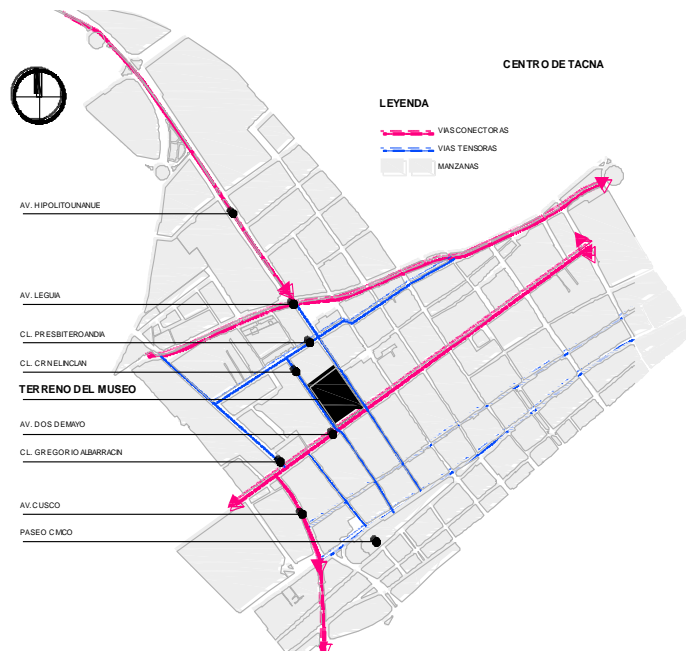 CENTRO DE TACNA
LEYENDA
VIAS CONECTORAS
VIAS TENSORAS
MANZANAS
AV. HIPOLITO UNANUE
AV. LEGUIA
CL. PRESBITERO ANDIA
CL. CRNEL INCLAN
TERRENO DEL MUSEO
AV. DOS DE MAYO
CL. GREGORIO ALBARRACIN
AV. CUSCO
PASEO CIVICO